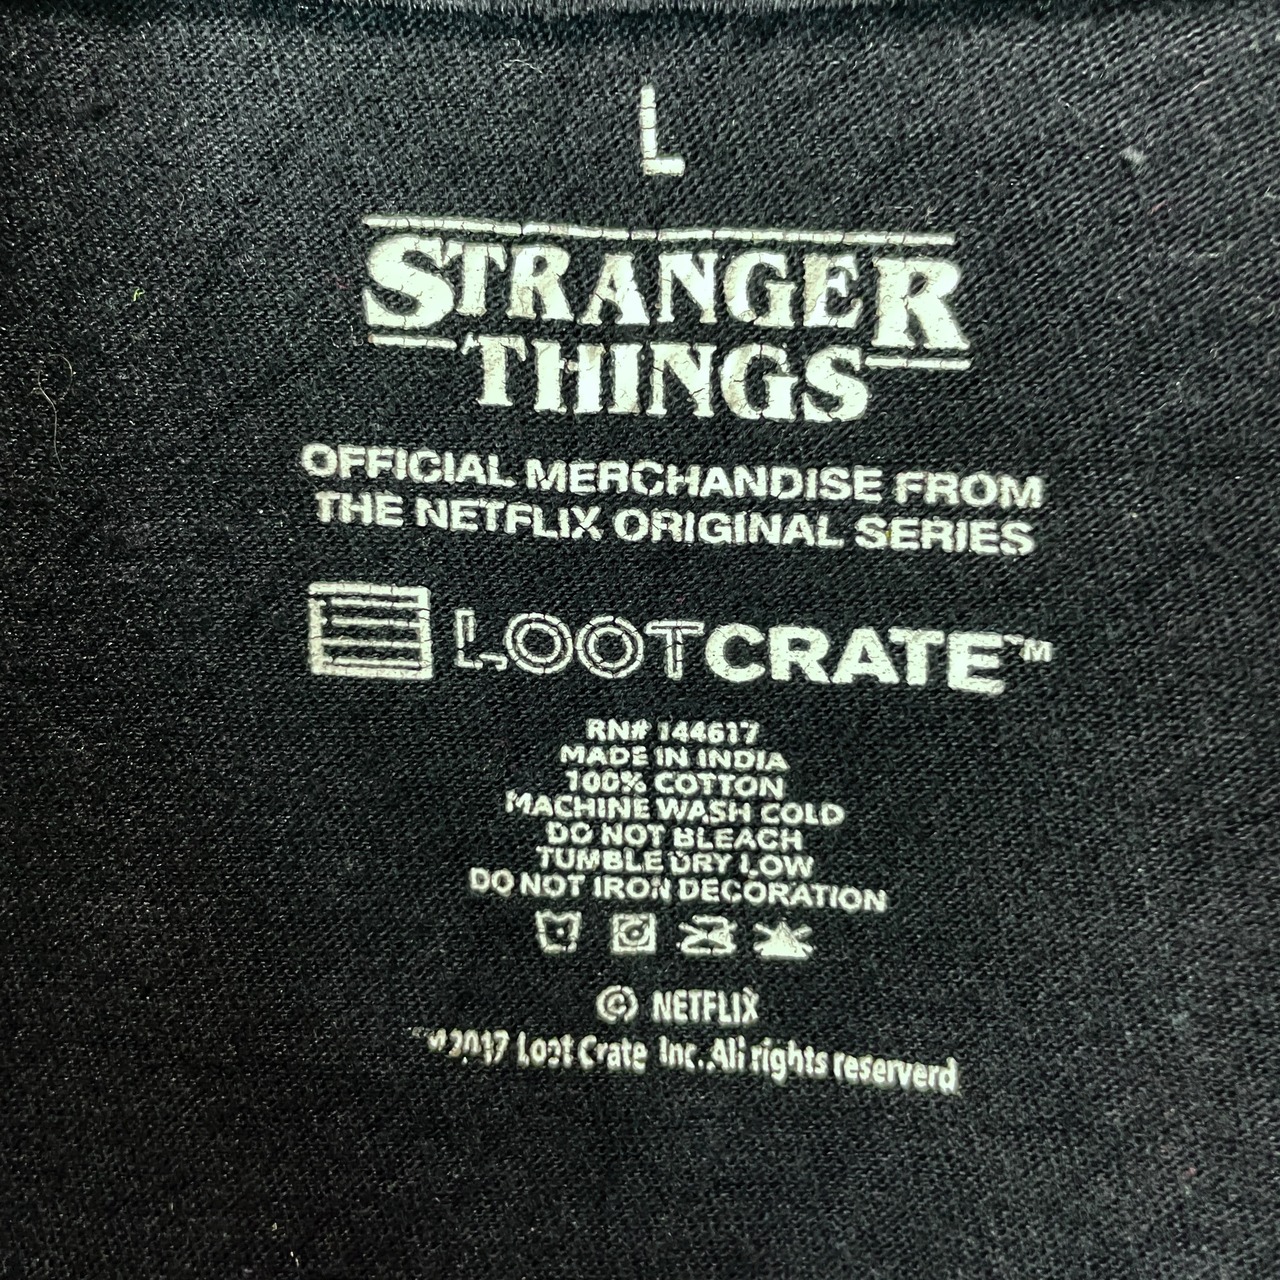 L
STRANGER
THINGS
OFFICIAL MERCHANDISE FROM
THE NETFLIX ORIGINAL SERIES
LOOTCRATE™
RN# 144617
MADE IN INDIA
100% COTTON
MACHINE WASH COLD
DO NOT BLEACH
TUMBLE DRY LOW
DO NOT IRON DECORATION
© NETFLIX
™2017 Loot Crate Inc. All rights reserverd